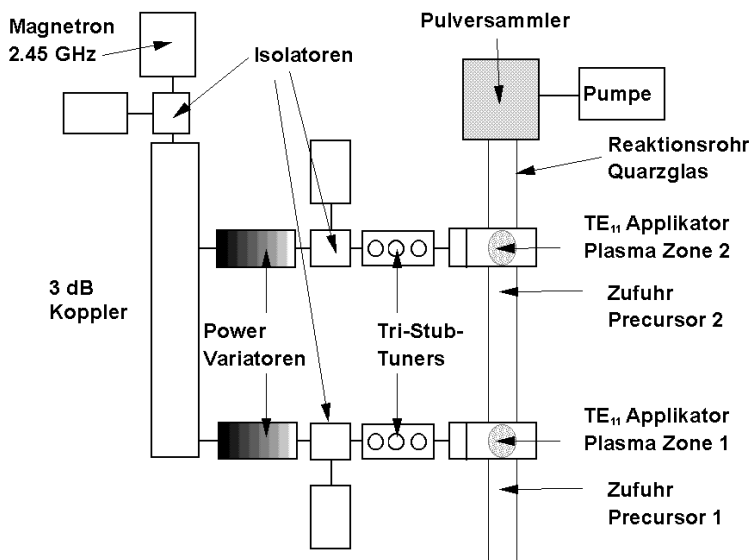 Magnetron
2.45 GHz
Isolatoren
Pulversammler
Pumpe
Reaktionsrohr
Quarzglas
TE₁₁ Applikator
Plasma Zone 2
3 dB
Koppler
Zufuhr
Precursor 2
Power
Variatoren
Tri-Stub-
Tuners
TE₁₁ Applikator
Plasma Zone 1
Zufuhr
Precursor 1